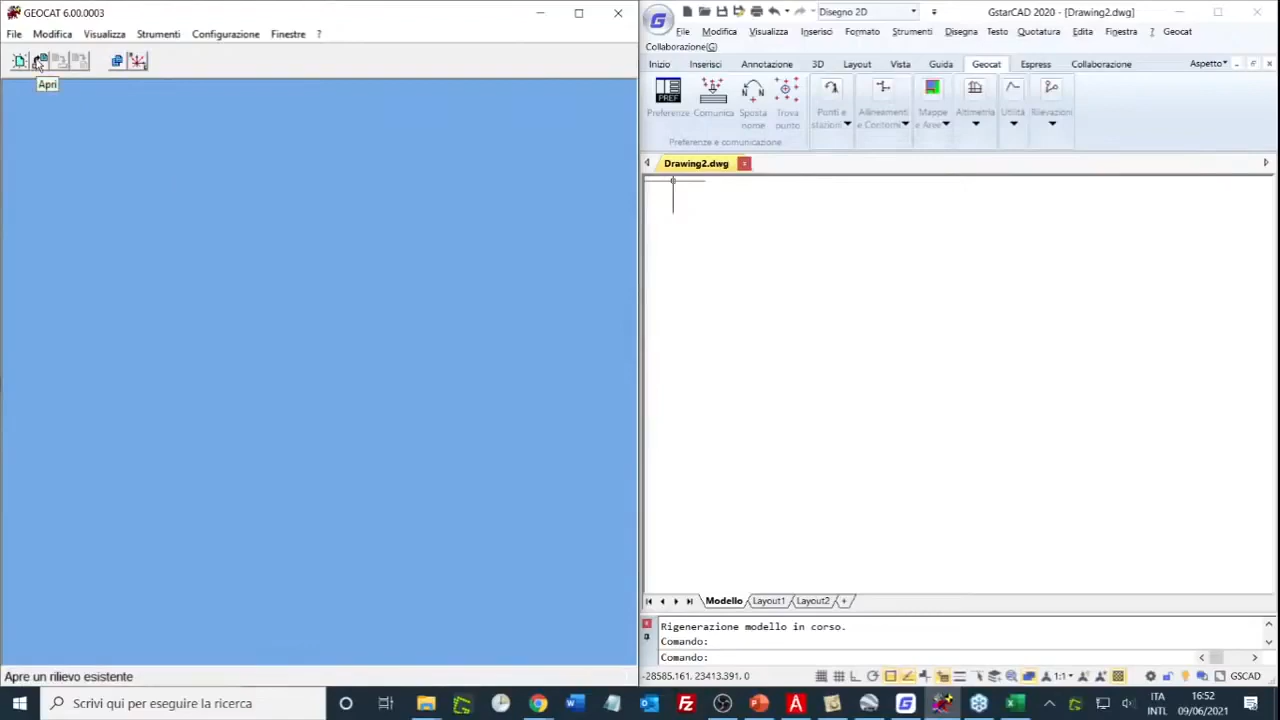 GEOCAT 6.00.0003
File Modifica Visualizza Strumenti Configurazione Finestre ?
Apri
Apre un rilievo esistente
Disegno 2D
GstarCAD 2020 - [Drawing2.dwg]
File Modifica Visualizza Inserisci Formato Strumenti Disegna Testo Quotatura Edita Finestra ? Geocat
Collaborazione(G)
Inizio Inserisci Annotazione 3D Layout Vista Guida Geocat Espress Collaborazione Aspetto
Preferenze Comunica Sposta nome Trova punto Punti e stazioni Allineamenti e Contorni Mappe e Aree Altimetria Utilità Rilevazioni
Preferenze e comunicazione
Drawing2.dwg
Modello Layout1 Layout2 +
Rigenerazione modello in corso.
Comando:
Comando:
-28585.161, 23413.391, 0
1:1
GSCAD
Scrivi qui per eseguire la ricerca
ITA
INTL
16:52
09/06/2021